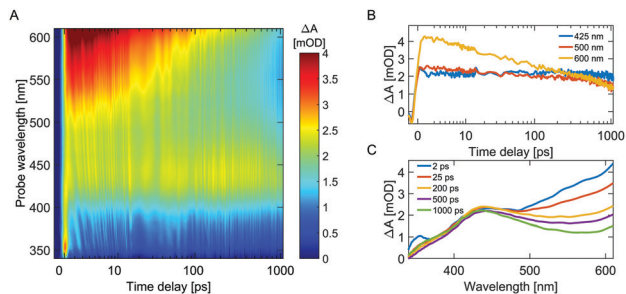 A
Probe wavelength [nm]
600
550
500
450
400
350
0
10
100
1000
Time delay [ps]
ΔA
[mOD]
4
3.5
3
2.5
2
1.5
1
0.5
0
B
ΔA [mOD]
4
3
2
1
0
0
10
100
1000
Time delay [ps]
425 nm
500 nm
600 nm
C
ΔA [mOD]
4
3
2
1
0
400
500
600
Wavelength [nm]
2 ps
25 ps
200 ps
500 ps
1000 ps